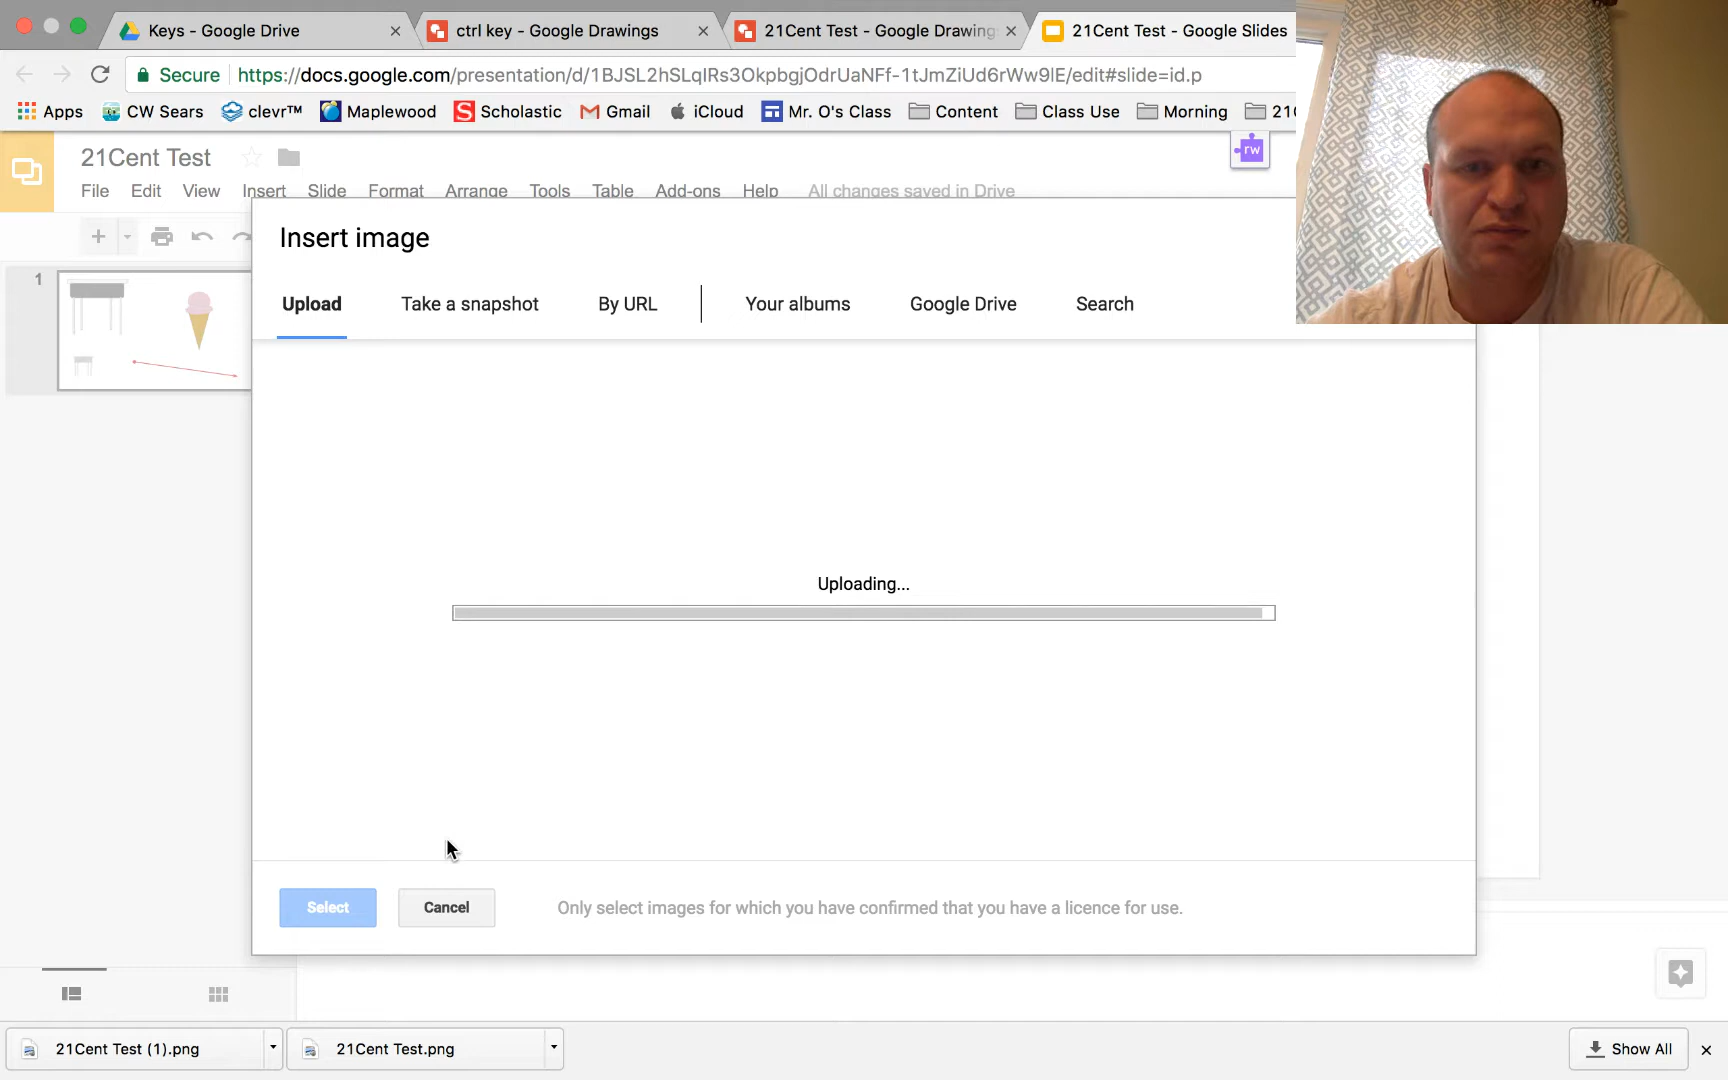 Keys - Google Drive
ctrl key - Google Drawings
21Cent Test - Google Drawing
21Cent Test - Google Slides
Secure https://docs.google.com/presentation/d/1BJSL2hSLqIRs3OkpbgjOdrUaNFf-1tJmZiUd6rWw9lE/edit#slide=id.p
Apps CW Sears clevr™ Maplewood Scholastic Gmail iCloud Mr. O's Class Content Class Use Morning
rw
21Cent Test
File Edit View Insert Slide Format Arrange Tools Table Add-ons Help All changes saved in Drive
Insert image
Upload Take a snapshot By URL Your albums Google Drive Search
1
Uploading...
Select Cancel Only select images for which you have confirmed that you have a licence for use.
21Cent Test (1).png 21Cent Test.png Show All